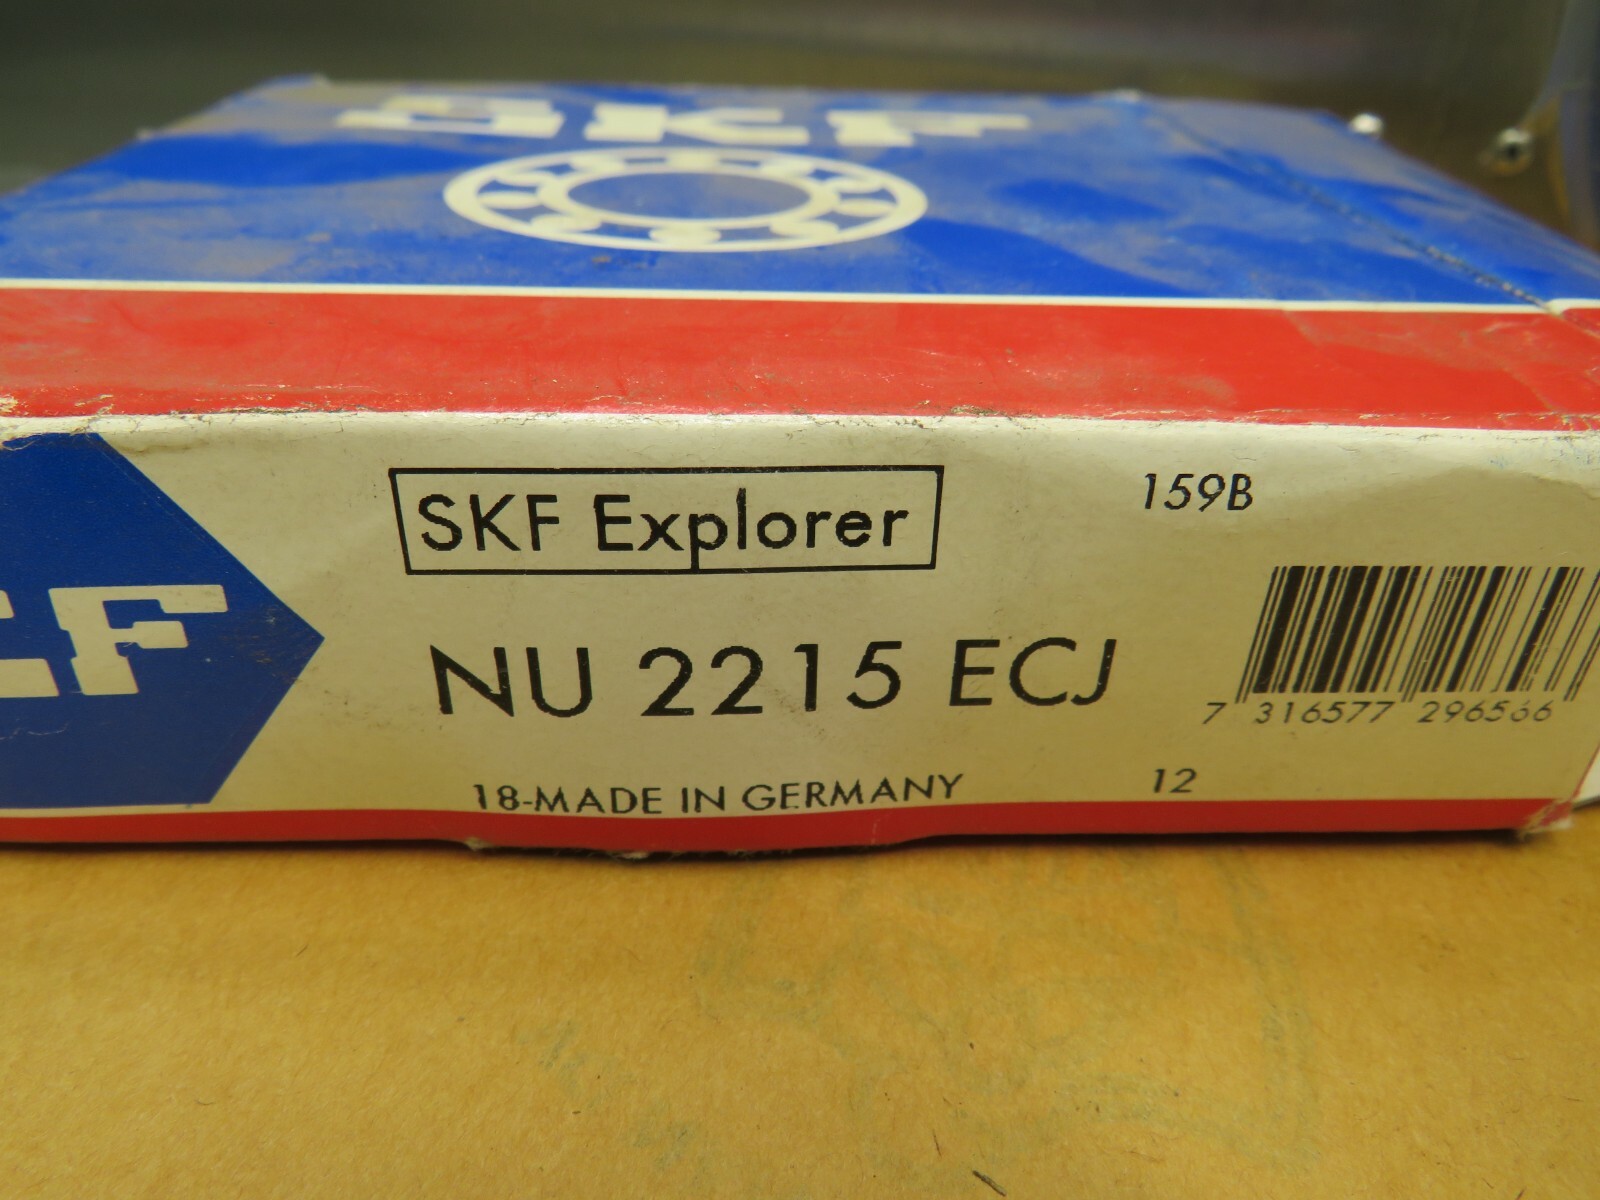 SKF
SKF Explorer
159B
NU 2215 ECJ
7 316577 296566
18-MADE IN GERMANY
12